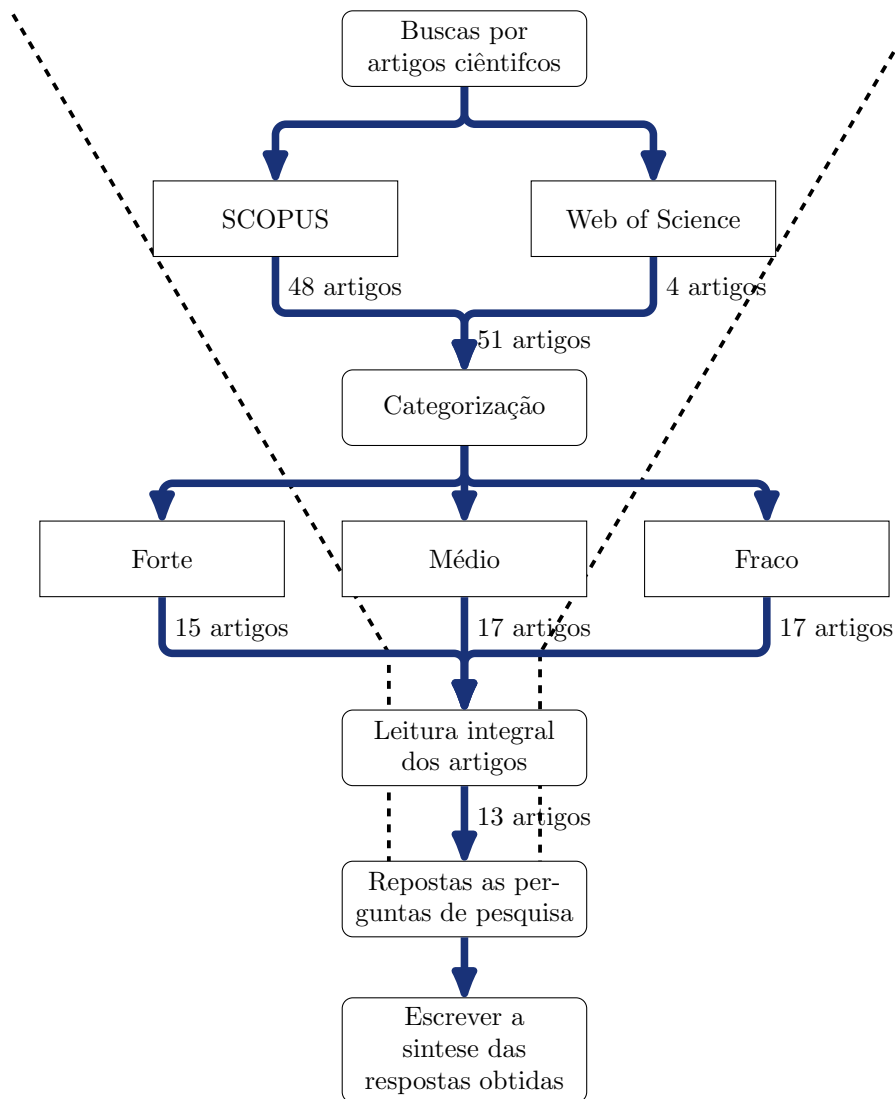 Buscas por
artigos ciêntifcos
SCOPUS
Web of Science
48 artigos
4 artigos
51 artigos
Categorização
Forte
Médio
Fraco
15 artigos
17 artigos
17 artigos
Leitura integral
dos artigos
13 artigos
Repostas as per-
guntas de pesquisa
Escrever a
sintese das
respostas obtidas